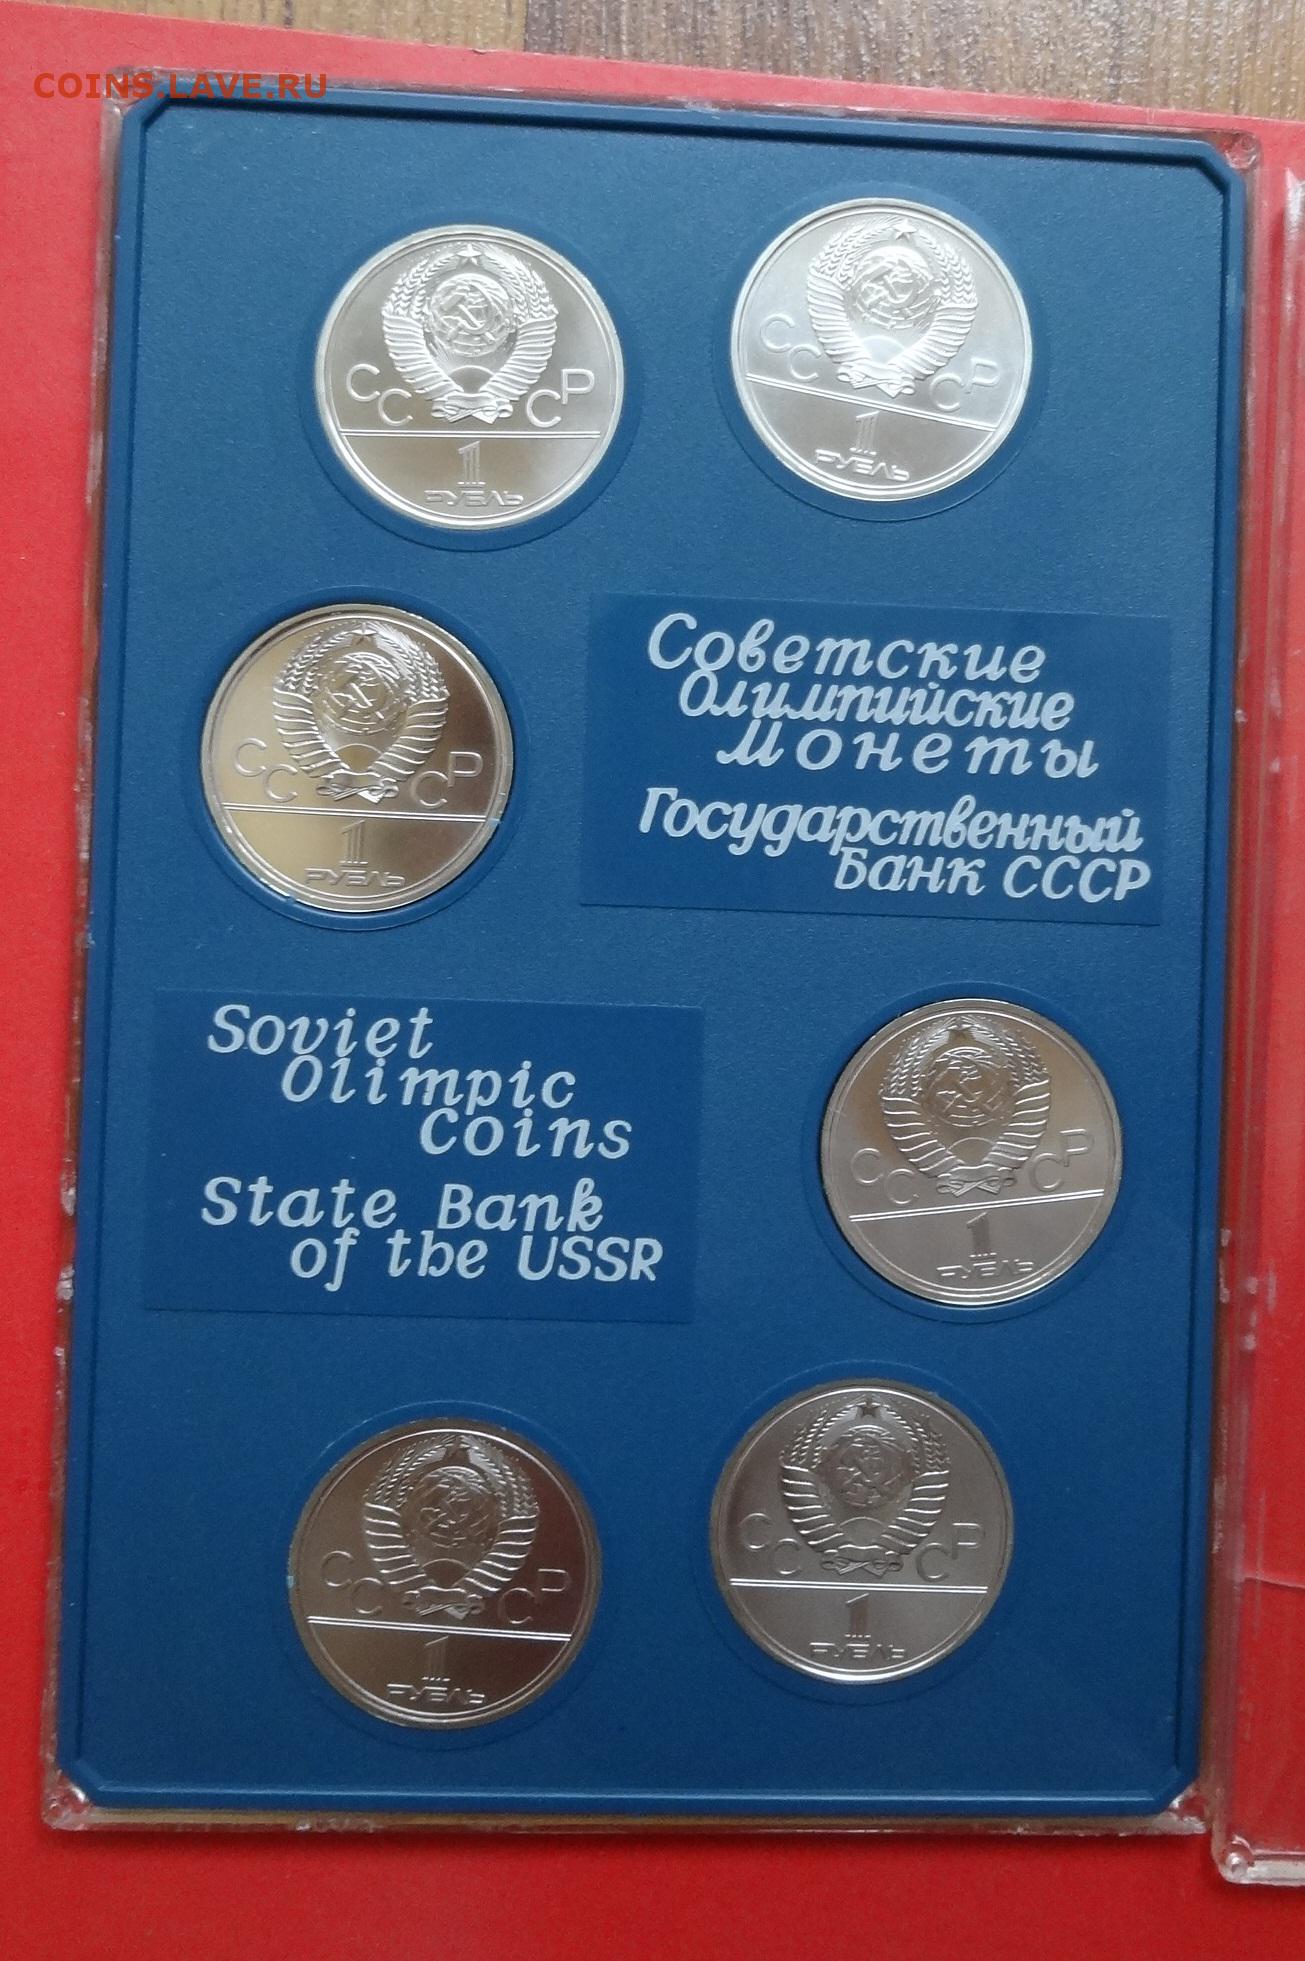 COINS.LAVE.RU
СССР
1
РУБЛЬ
СССР
1
РУБЛЬ
СССР
1
РУБЛЬ
Советские
Олимпийские
Монеты
Государственный
Банк СССР
Soviet
Olimpic
Coins
State Bank
of the USSR
СССР
1
РУБЛЬ
СССР
1
РУБЛЬ
СССР
1
РУБЛЬ